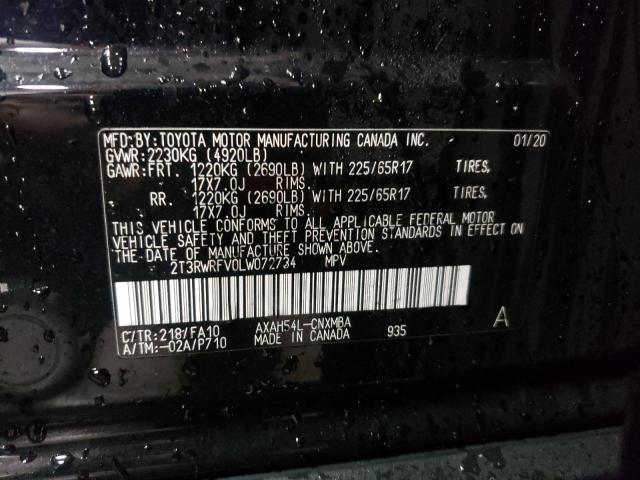 MFD.BY:TOYOTA MOTOR MANUFACTURING CANADA INC. 01/20
GVWR:2230KG (4920LB)
GAWR:FRT. 1220KG (2690LB) WITH 225/65R17 TIRES,
17X7.0J RIMS.
RR. 1220KG (2690LB) WITH 225/65R17 TIRES,
17X7.0J RIMS.
THIS VEHICLE CONFORMS TO ALL APPLICABLE FEDERAL MOTOR
VEHICLE SAFETY AND THEFT PREVENTION STANDARDS IN EFFECT ON
THE DATE OF MANUFACTURE SHOWN ABOVE.
2T3RWRFV0LW072734 MPV
C/TR:218/FA10 AXAH54L-CNXMBA 935 A
A/TM:-02A/P710 MADE IN CANADA